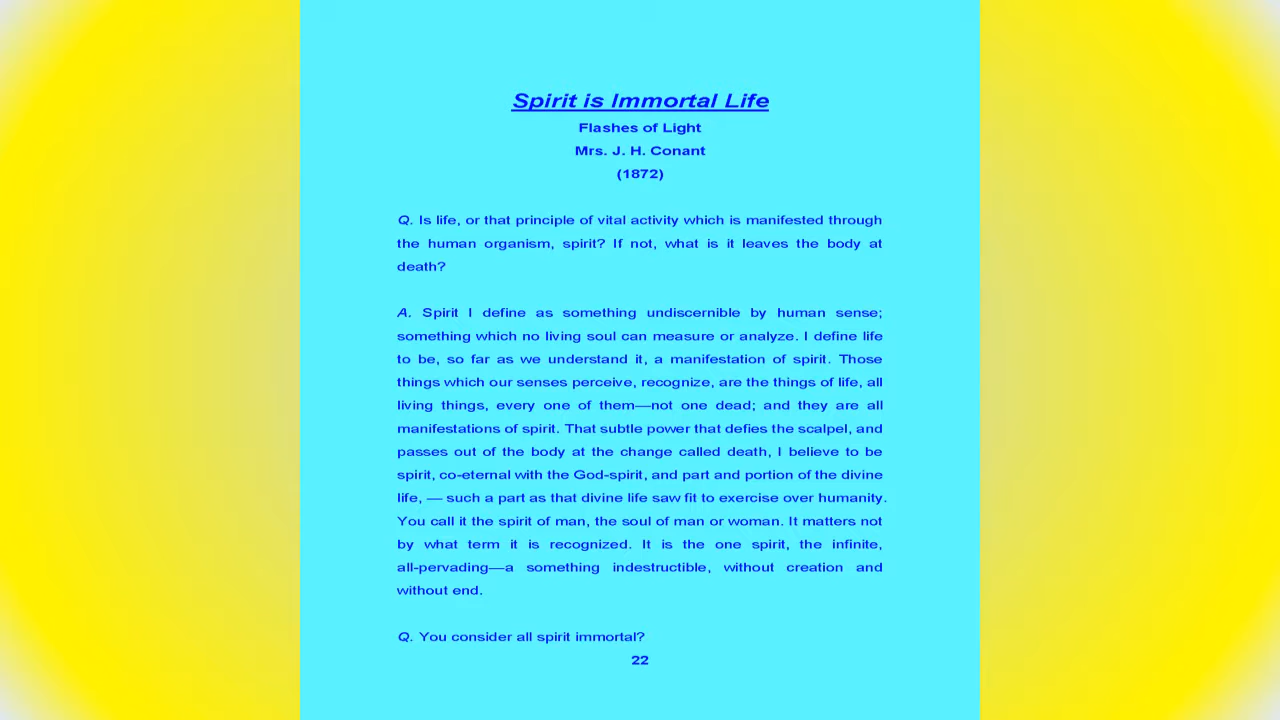 Spirit is Immortal Life
Flashes of Light
Mrs. J. H. Conant
(1872)
Q. Is life, or that principle of vital activity which is manifested through
the human organism, spirit? If not, what is it leaves the body at
death?
A. Spirit I define as something undiscernible by human sense;
something which no living soul can measure or analyze. I define life
to be, so far as we understand it, a manifestation of spirit. Those
things which our senses perceive, recognize, are the things of life, all
living things, every one of them—not one dead; and they are all
manifestations of spirit. That subtle power that defies the scalpel, and
passes out of the body at the change called death, I believe to be
spirit, co-eternal with the God-spirit, and part and portion of the divine
life, — such a part as that divine life saw fit to exercise over humanity.
You call it the spirit of man, the soul of man or woman. It matters not
by what term it is recognized. It is the one spirit, the infinite,
all-pervading—a something indestructible, without creation and
without end.
Q. You consider all spirit immortal?
22